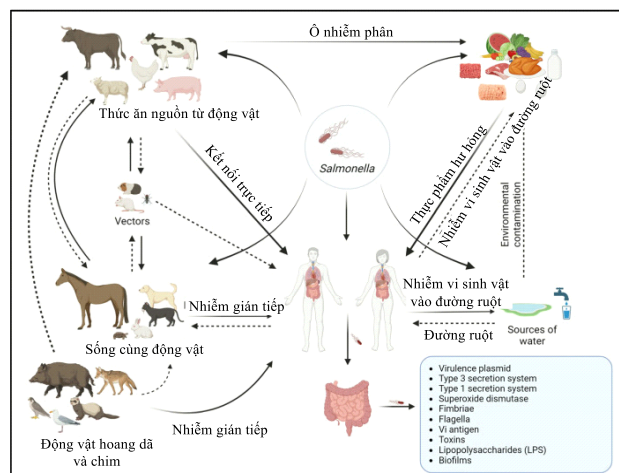 Ô nhiễm phân
Thức ăn nguồn từ động vật
Salmonella
Kết nối trực tiếp
Thực phẩm hư hỏng
Nhiễm vi sinh vật vào đường ruột
Environmental
contamination
Vectors
Nhiễm gián tiếp
Nhiễm vi sinh vật
vào đường ruột
Đường ruột
Sources of
water
Sống cùng động vật
Động vật hoang dã
và chim
Nhiễm gián tiếp
• Virulence plasmid
• Type 3 secretion system
• Type 1 secretion system
• Superoxide dismutase
• Fimbriae
• Flagella
• Vi antigen
• Toxins
• Lipopolysaccharides (LPS)
• Biofilms